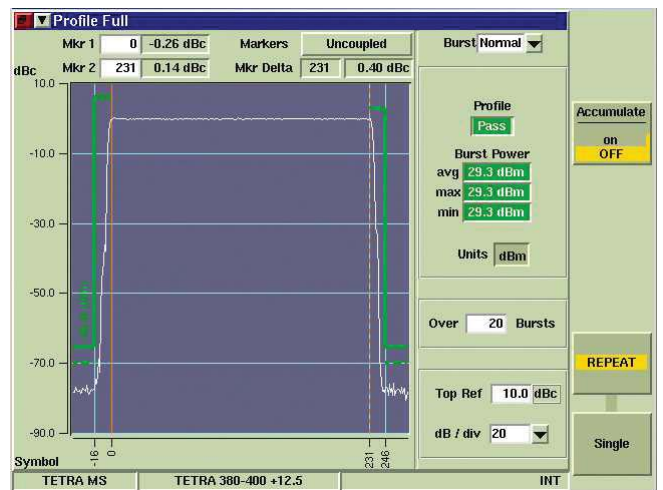 Profile Full
Mkr 1 0 -0.26 dBc Markers Uncoupled
Mkr 2 231 0.14 dBc Mkr Delta 231 0.40 dBc
Burst Normal
dBc
10.0
-10.0
-30.0
-50.0
-70.0
-90.0
Symbol
-16
0
231
246
Profile
Pass
Burst Power
avg 29.3 dBm
max 29.3 dBm
min 29.3 dBm
Units dBm
Over 20 Bursts
Top Ref 10.0 dBc
dB / div 20
Accumulate
on
OFF
REPEAT
Single
TETRA MS TETRA 380-400 +12.5 INT